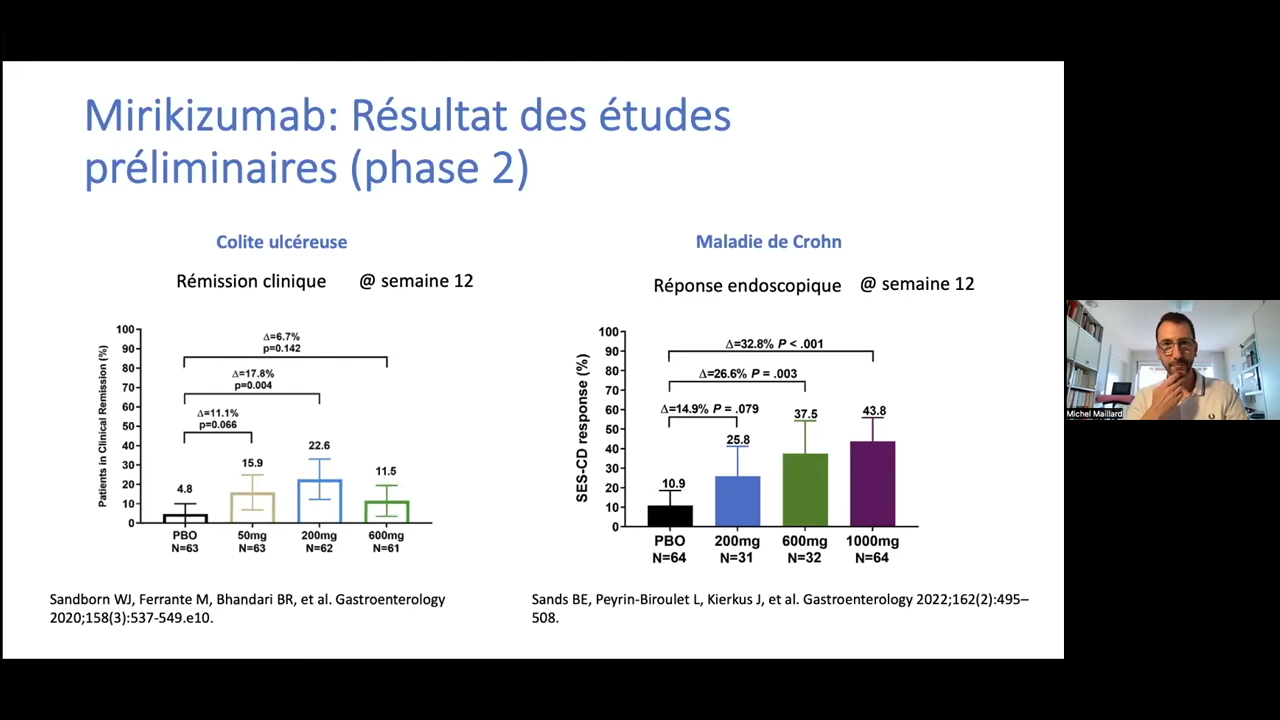 Mirikizumab: Résultat des études
préliminaires (phase 2)
Colite ulcéreuse
Rémission clinique @ semaine 12
Patients in Clinical Remission (%)
100
90
80
70
60
50
40
30
20
10
0
Δ=6.7%
p=0.142
Δ=17.8%
p=0.004
Δ=11.1%
p=0.066
4.8
15.9
22.6
11.5
PBO 50mg 200mg 600mg
N=63 N=63 N=62 N=61
Sandborn WJ, Ferrante M, Bhandari BR, et al. Gastroenterology
2020;158(3):537-549.e10.
Maladie de Crohn
Réponse endoscopique @ semaine 12
SES-CD response (%)
100
90
80
70
60
50
40
30
20
10
0
Δ=32.8% P < .001
Δ=26.6% P = .003
Δ=14.9% P = .079
10.9
25.8
37.5
43.8
PBO 200mg 600mg 1000mg
N=64 N=31 N=32 N=64
Sands BE, Peyrin-Biroulet L, Kierkus J, et al. Gastroenterology 2022;162(2):495–
508.
Michel Maillard